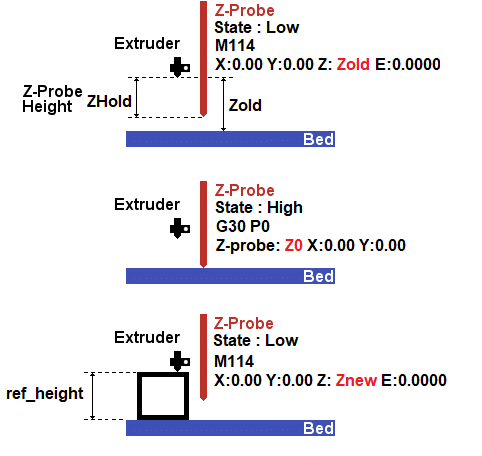 Z-Probe
State : Low
Extruder
M114
X:0.00 Y:0.00 Z: Zold E:0.0000
Z-Probe
Height
ZHold
Zold
Bed
Z-Probe
Extruder
State : High
G30 P0
Z-probe: Z0 X:0.00 Y:0.00
Bed
Z-Probe
Extruder
State : Low
M114
X:0.00 Y:0.00 Z: Znew E:0.0000
ref_height
Bed